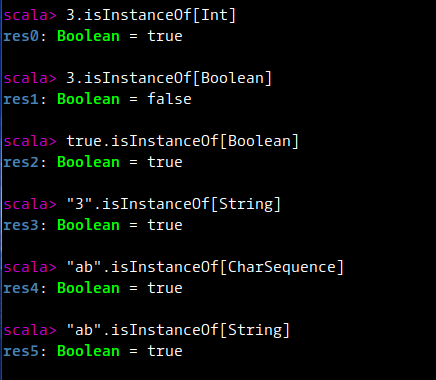 scala> 3.isInstanceOf[Int]
res0: Boolean = true
scala> 3.isInstanceOf[Boolean]
res1: Boolean = false
scala> true.isInstanceOf[Boolean]
res2: Boolean = true
scala> "3".isInstanceOf[String]
res3: Boolean = true
scala> "ab".isInstanceOf[CharSequence]
res4: Boolean = true
scala> "ab".isInstanceOf[String]
res5: Boolean = true